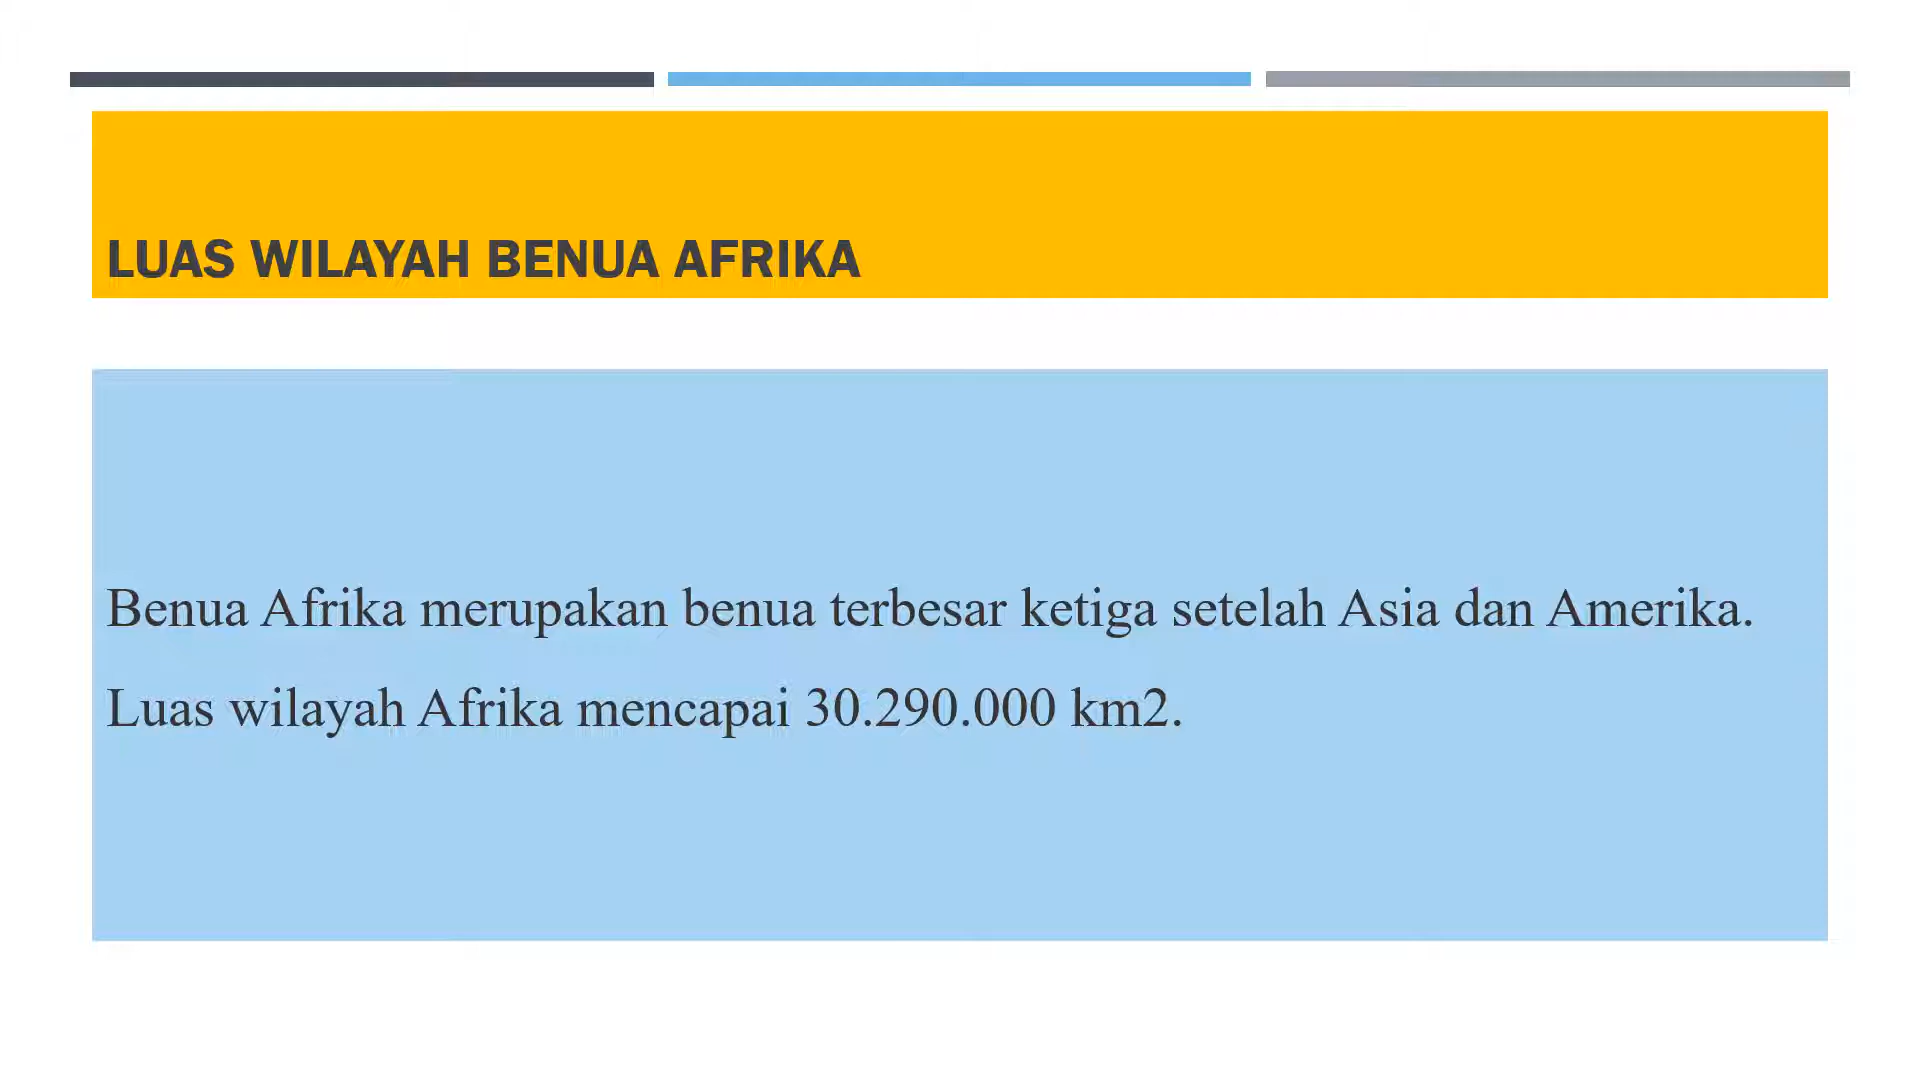 LUAS WILAYAH BENUA AFRIKA
Benua Afrika merupakan benua terbesar ketiga setelah Asia dan Amerika.
Luas wilayah Afrika mencapai 30.290.000 km2.